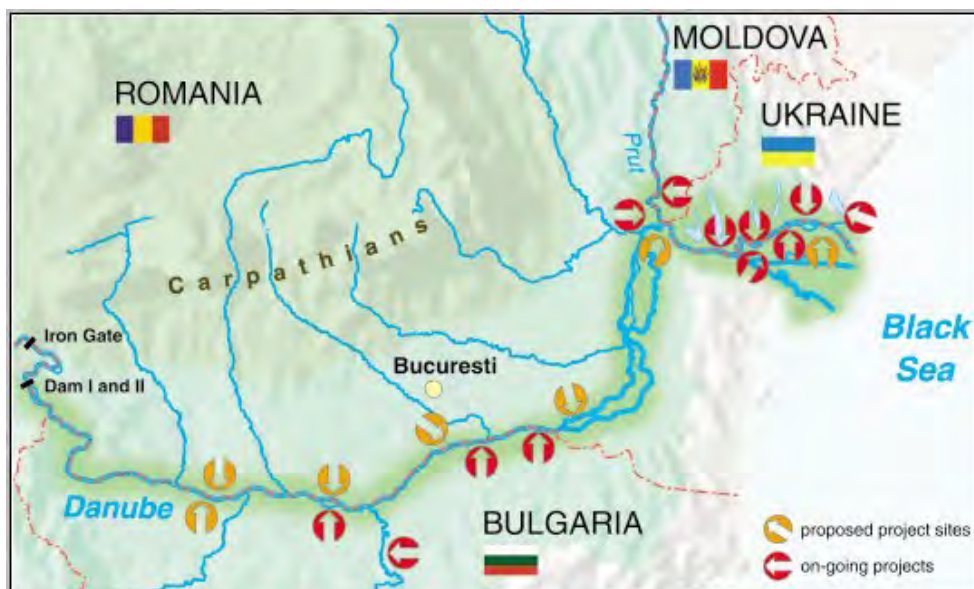 MOLDOVA
ROMANIA
UKRAINE
Prut
Carpathians
Iron Gate
Dam I and II
Bucuresti
Black
Sea
Danube
BULGARIA
proposed project sites
on-going projects